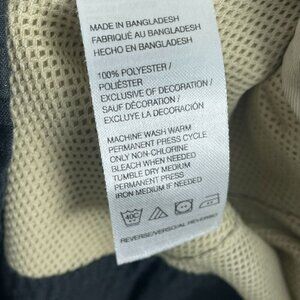 MADE IN BANGLADESH
FABRIQUÉ AU BANGLADESH
HECHO EN BANGLADESH
100% POLYESTER /
POLIÉSTER
EXCLUSIVE OF DECORATION /
SAUF DÉCORATION /
EXCLUYE LA DECORACIÓN
MACHINE WASH WARM
PERMANENT PRESS CYCLE
ONLY NON-CHLORINE
BLEACH WHEN NEEDED
TUMBLE DRY MEDIUM
PERMANENT PRESS
IRON MEDIUM IF NEEDED
40C
REVERSE/VERSO/AL REVERSO